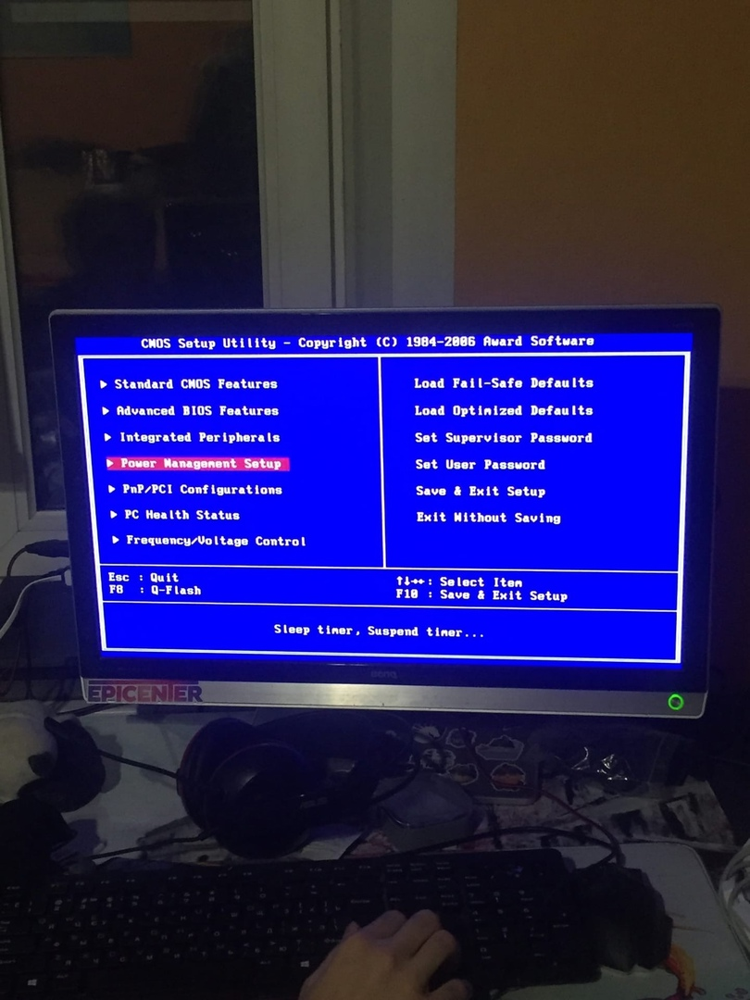 CMOS Setup Utility - Copyright (C) 1984-2006 Award Software
▶ Standard CMOS Features
▶ Advanced BIOS Features
▶ Integrated Peripherals
▶ Power Management Setup
▶ PnP/PCI Configurations
▶ PC Health Status
▶ Frequency/Voltage Control
Load Fail-Safe Defaults
Load Optimized Defaults
Set Supervisor Password
Set User Password
Save & Exit Setup
Exit Without Saving
Esc : Quit
F8 : Q-Flash
↑↓→←: Select Item
F10 : Save & Exit Setup
Sleep timer, Suspend timer...
BENQ
EPICENTER